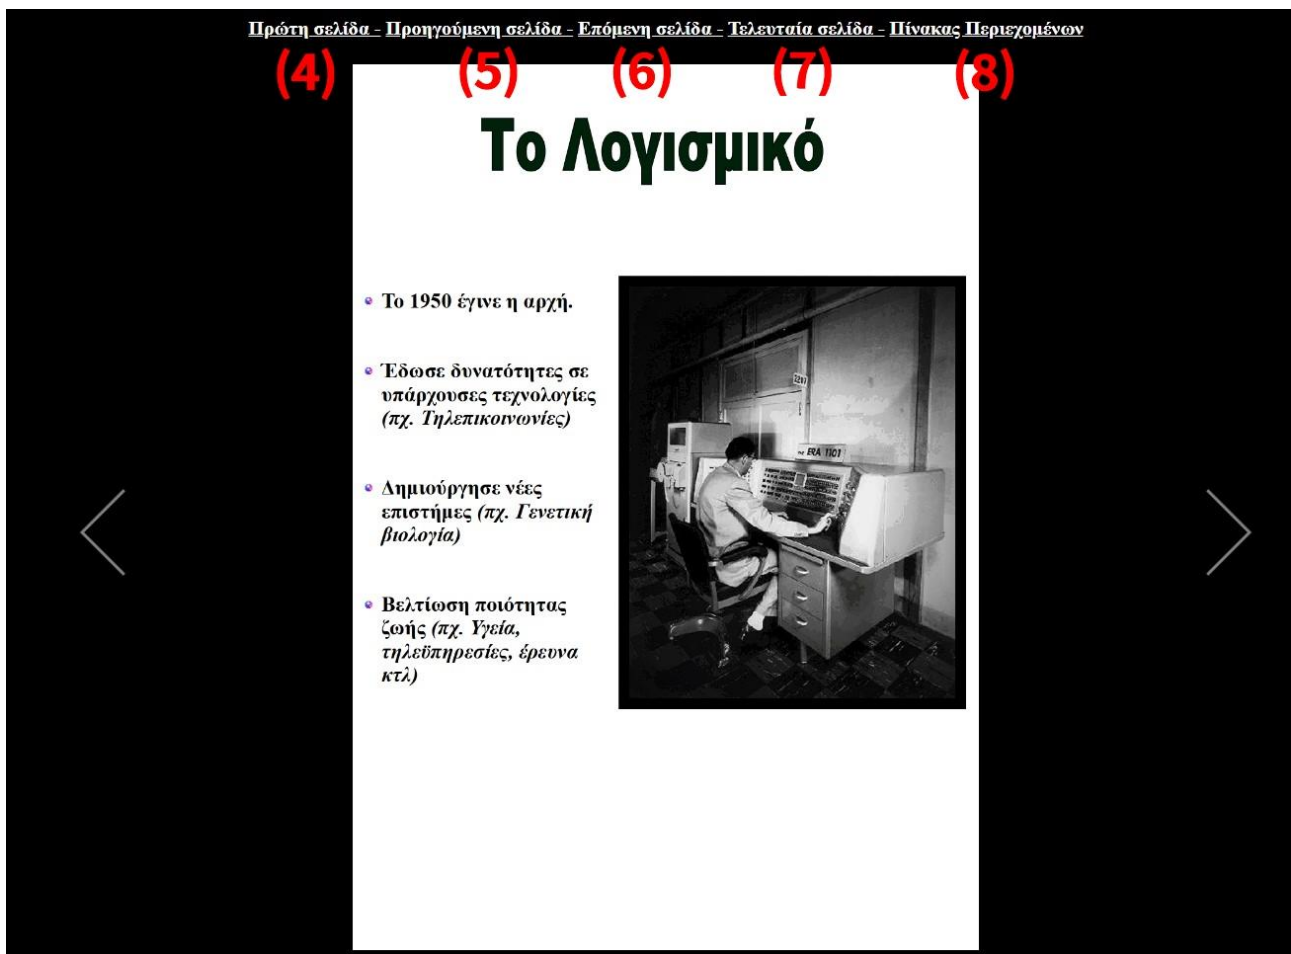 Πρώτη σελίδα - Προηγούμενη σελίδα - Επόμενη σελίδα - Τελευταία σελίδα - Πίνακας Περιεχομένων
(4) (5) (6) (7) (8)
Το Λογισμικό
Το 1950 έγινε η αρχή.
Έδωσε δυνατότητες σε
υπάρχουσες τεχνολογίες
(πχ. Τηλεπικοινωνίες)
Δημιούργησε νέες
επιστήμες (πχ. Γενετική
βιολογία)
Βελτίωση ποιότητας
ζωής (πχ. Υγεία,
τηλεϋπηρεσίες, έρευνα
κτλ)
3207
THE ERA 1101